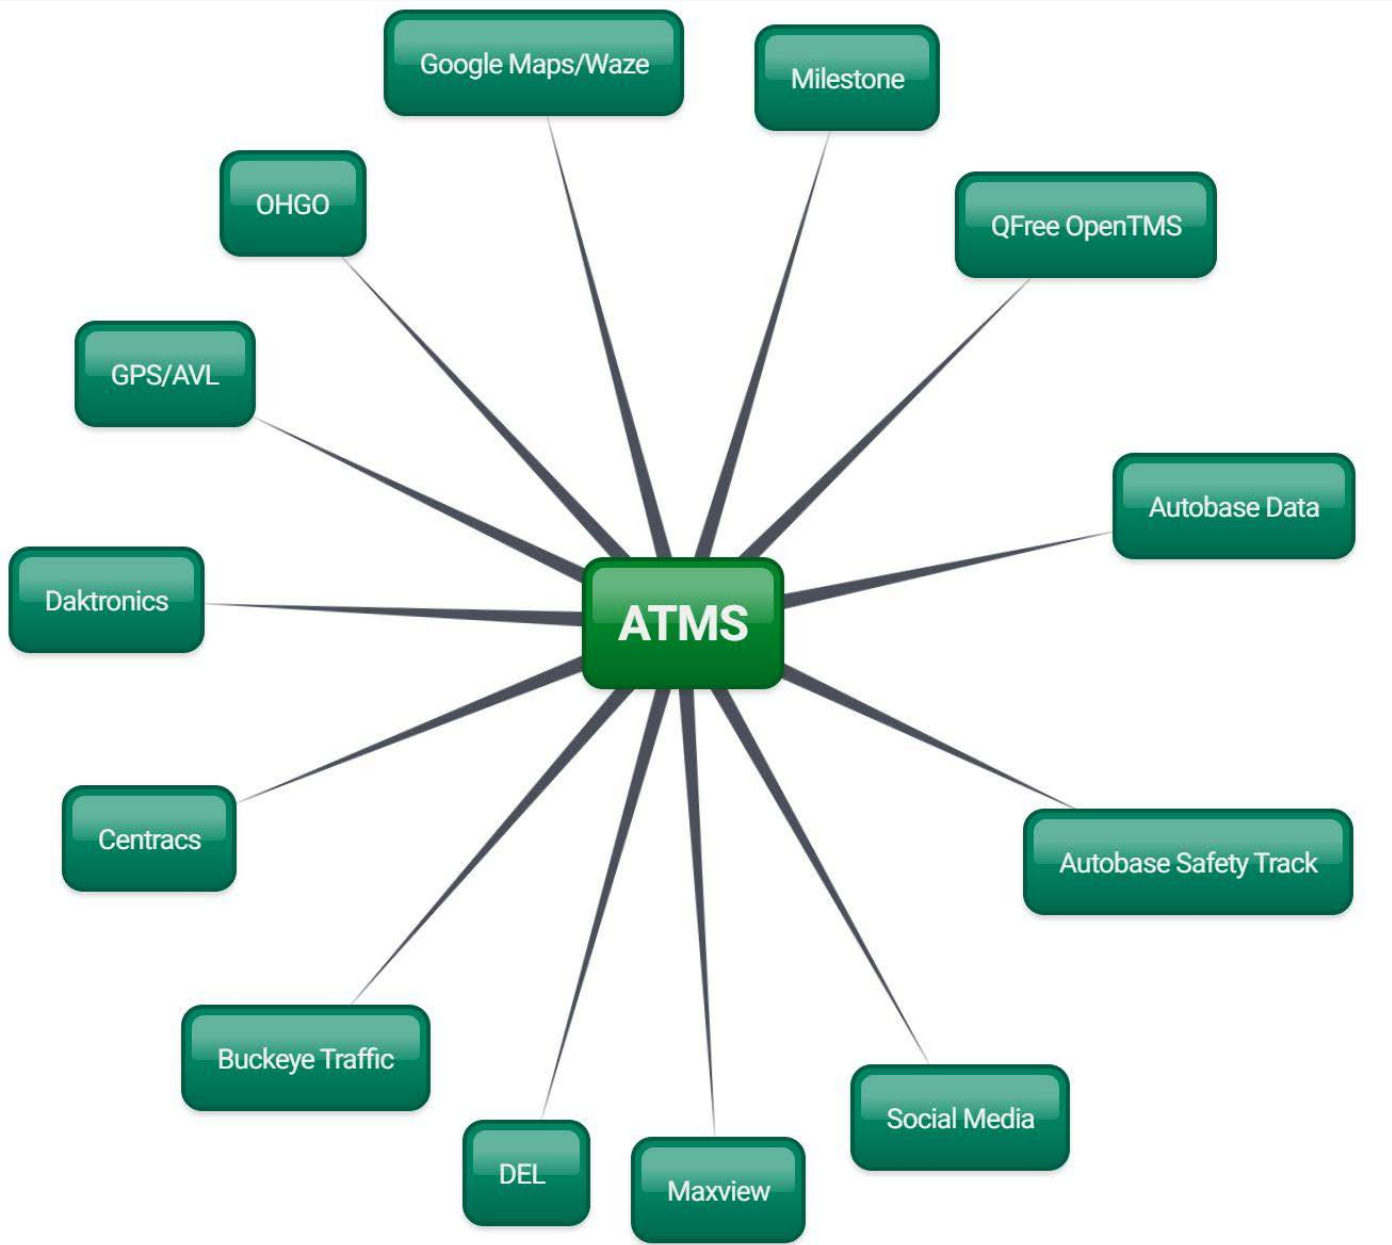 Google Maps/Waze
Milestone
OHGO
QFree OpenTMS
GPS/AVL
Autobase Data
Daktronics
ATMS
Centracs
Autobase Safety Track
Buckeye Traffic
Social Media
DEL
Maxview